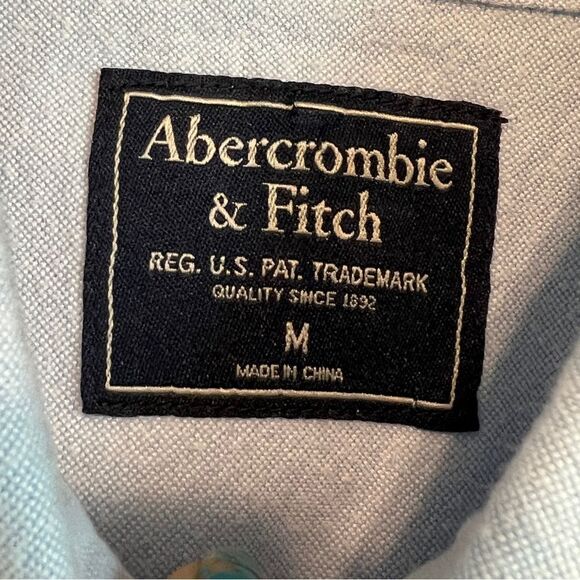 Abercrombie
& Fitch
REG. U.S. PAT. TRADEMARK
QUALITY SINCE 1892
M
MADE IN CHINA